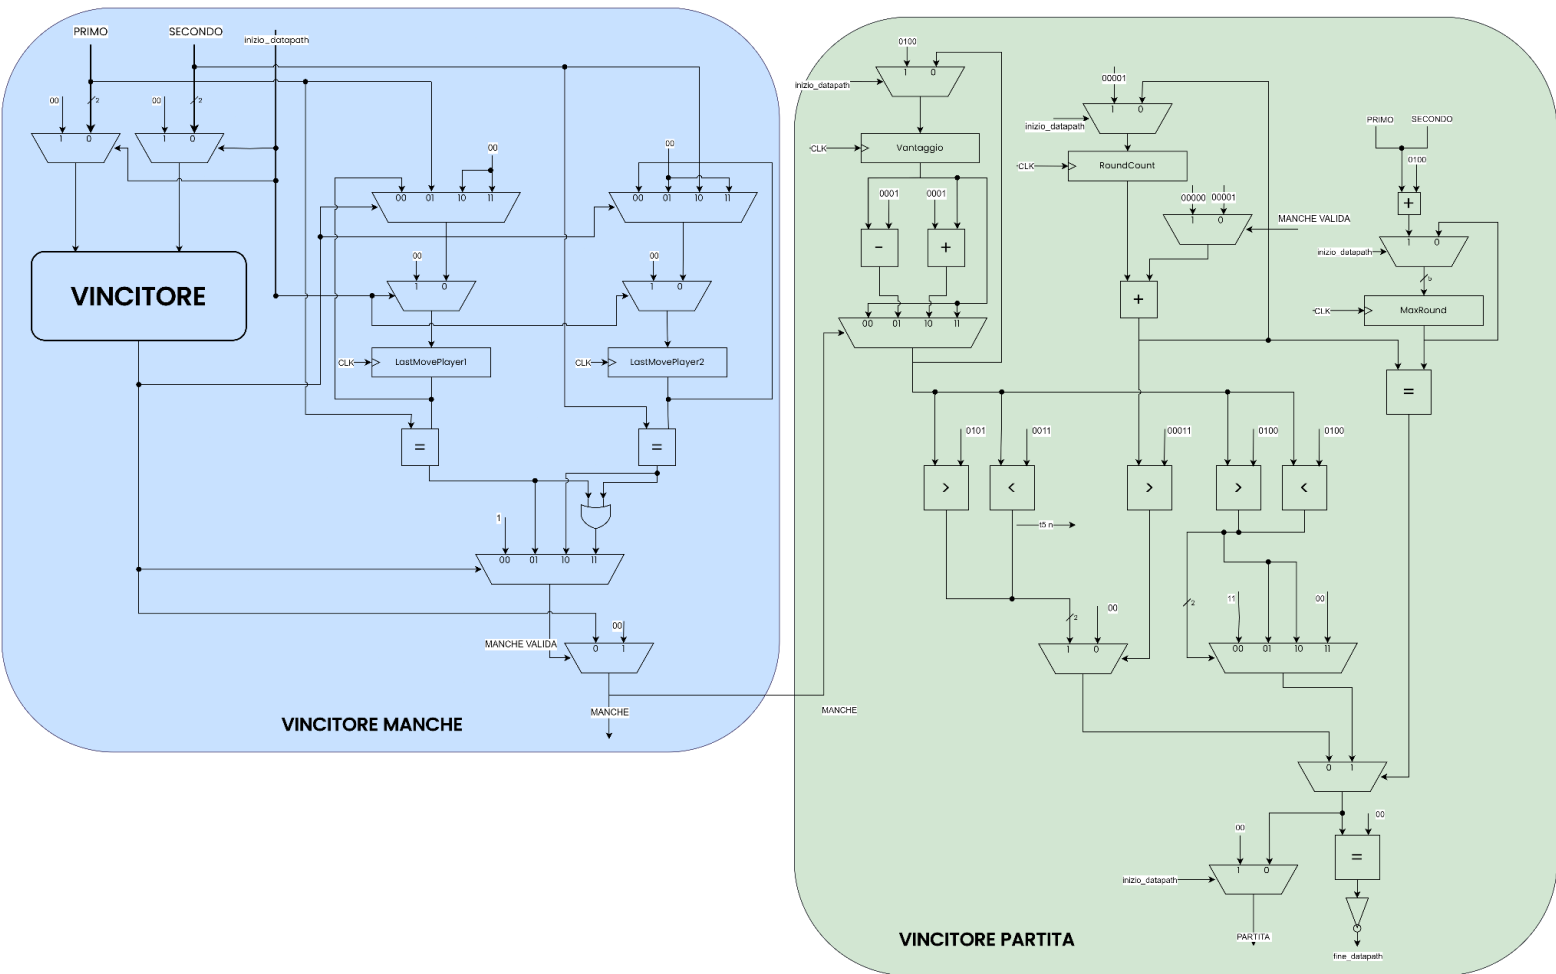 PRIMO
SECONDO
inizio_datapath
00
2
00
2
1 0
1 0
00
00
00 01 10 11
00 01 10 11
VINCITORE
00
1 0
00
1 0
CLK
LastMovePlayer1
CLK
LastMovePlayer2
=
=
1
00 01 10 11
00
MANCHE VALIDA
0 1
MANCHE
VINCITORE MANCHE
0100
1 0
inizio_datapath
CLK
Vantaggio
0001
0001
-
+
00 01 10 11
00001
1 0
inizio_datapath
CLK
RoundCount
00000
00001
1 0
MANCHE VALIDA
+
PRIMO
SECONDO
0100
+
1 0
inizio_datapath
5
CLK
MaxRound
=
0101
0011
00011
0100
0100
>
<
>
>
<
2
00
1 0
2
11
00
00 01 10 11
MANCHE
0 1
00
00
1 0
=
inizio_datapath
PARTITA
fine_datapath
VINCITORE PARTITA